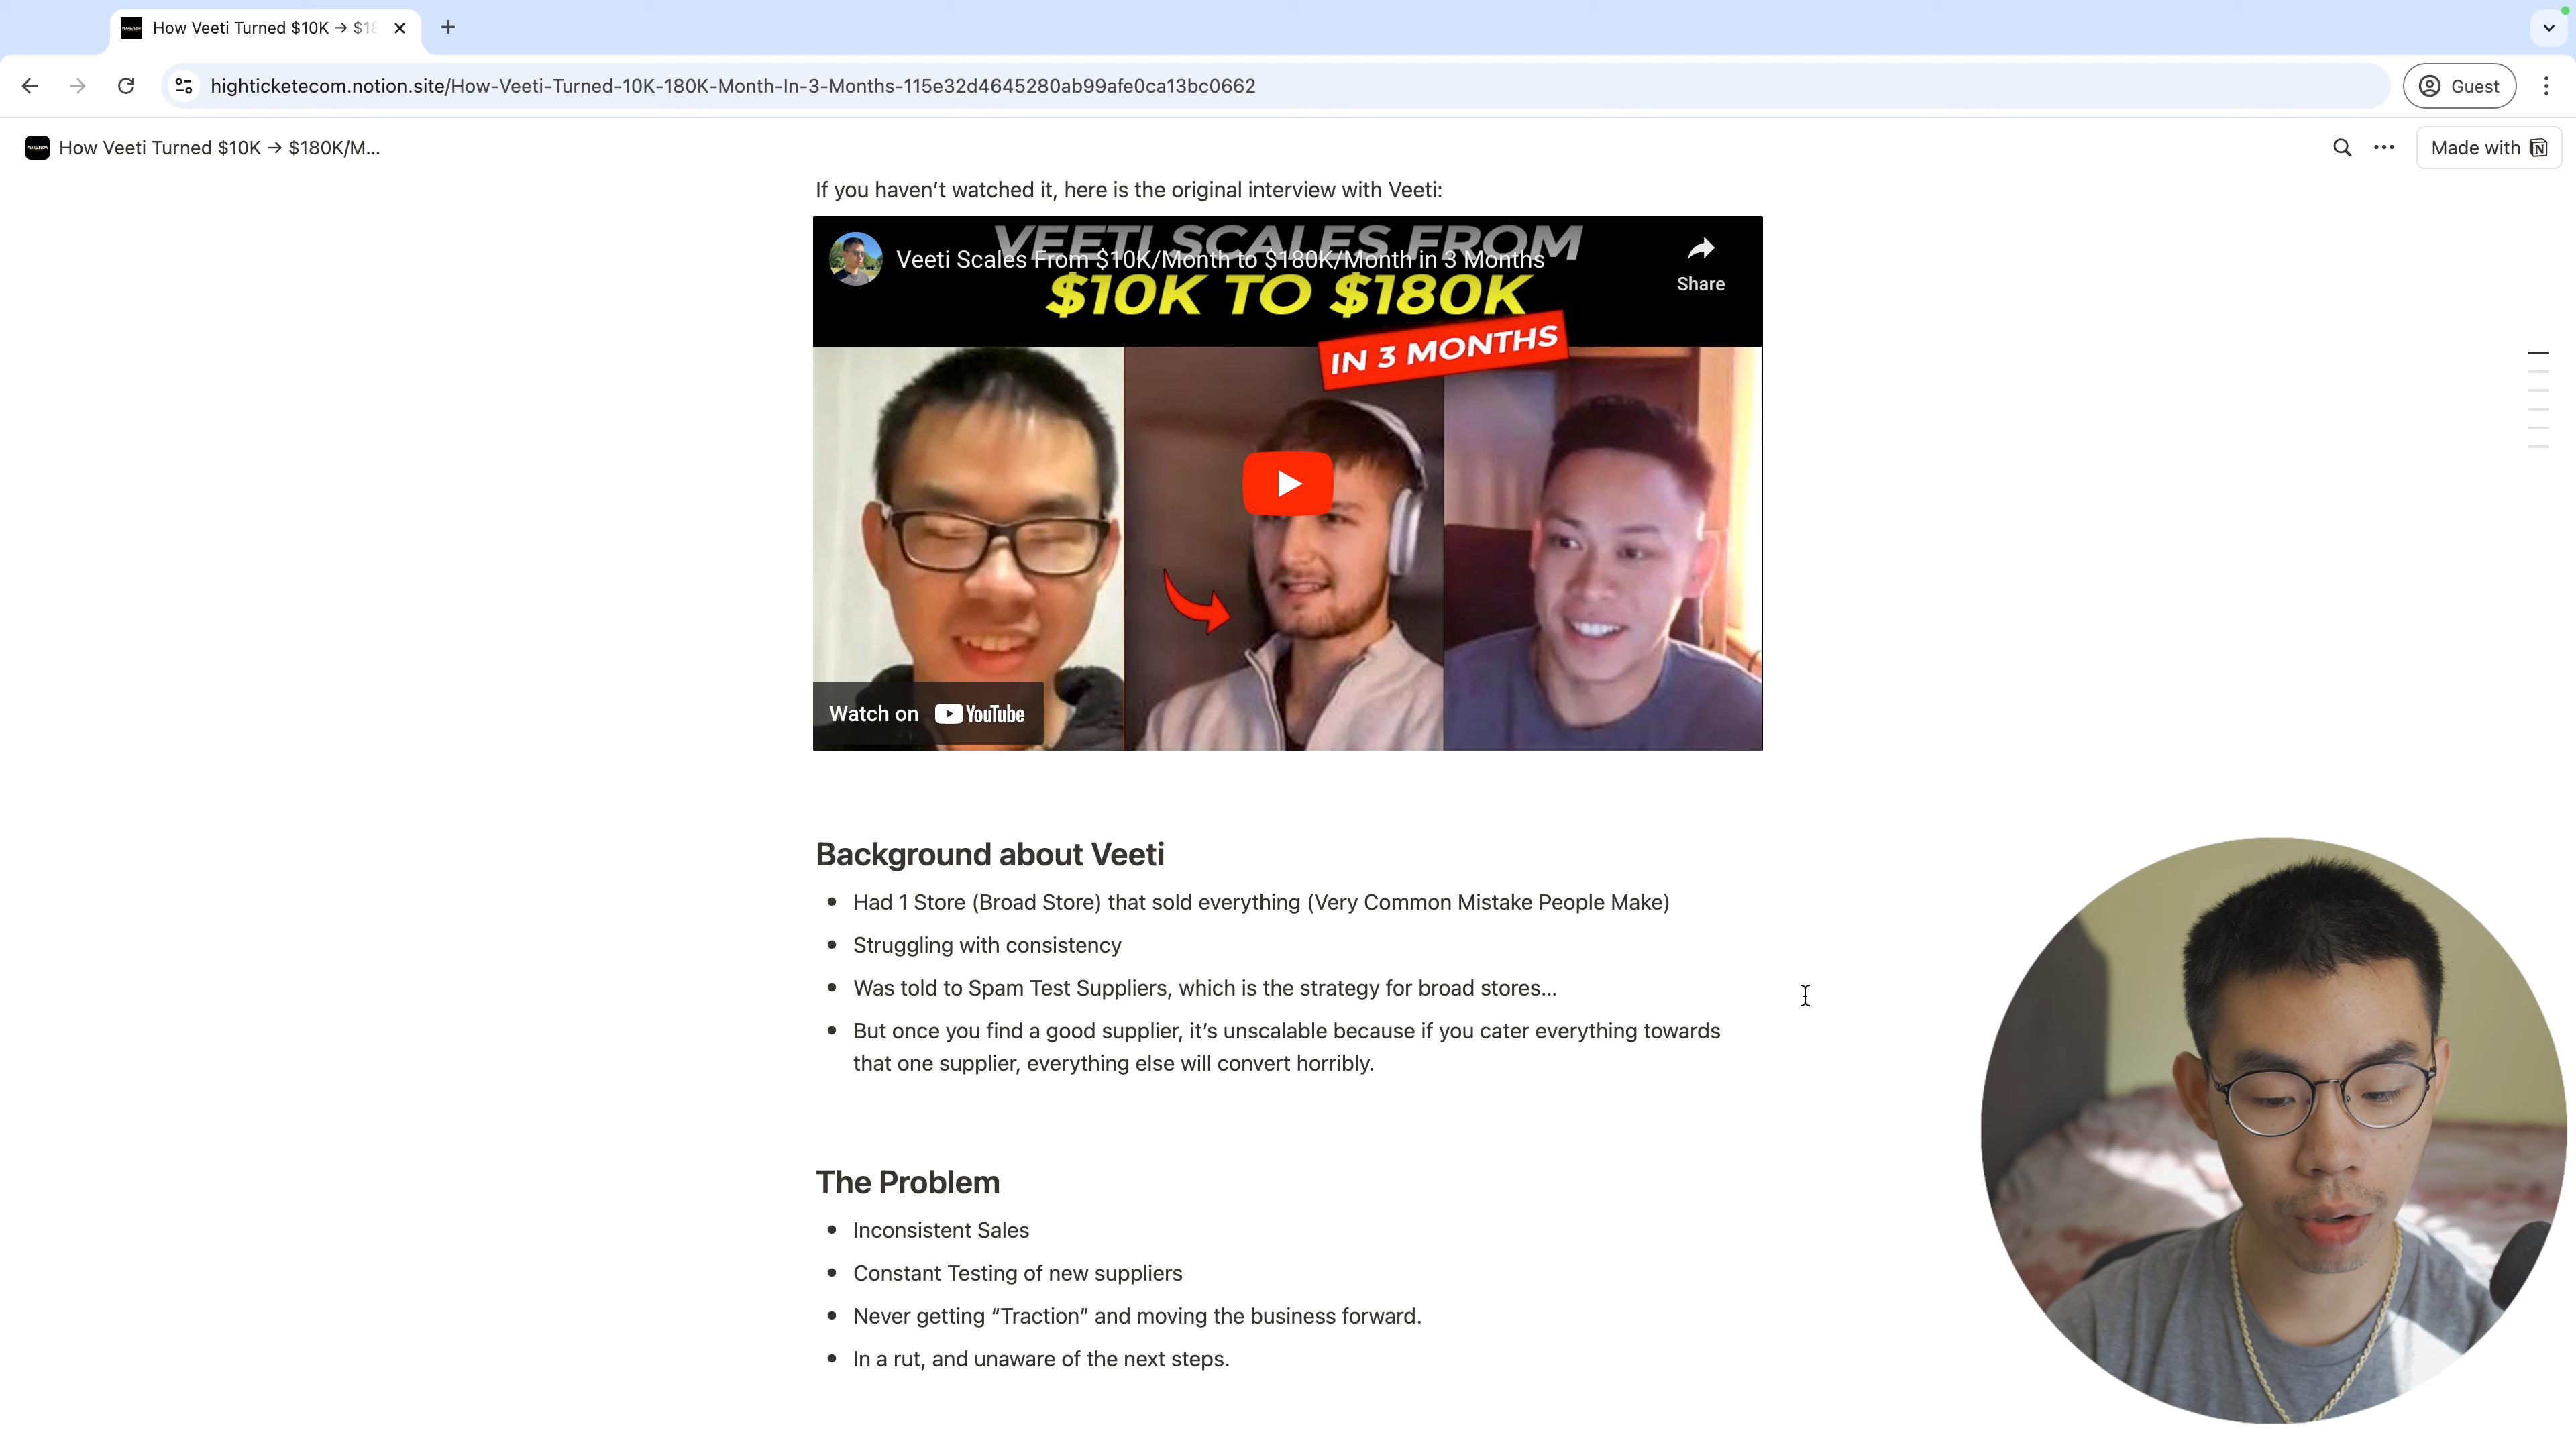 How Veeti Turned $10K → $18
highticketecom.notion.site/How-Veeti-Turned-10K-180K-Month-In-3-Months-115e32d4645280ab99afe0ca13bc0662
Guest
How Veeti Turned $10K → $180K/M...
Made with
If you haven’t watched it, here is the original interview with Veeti:
VEETI SCALES FROM
Veeti Scales From $10K/Month to $180K/Month in 3 Months
$10K TO $180K
Share
IN 3 MONTHS
Watch on YouTube
Background about Veeti
• Had 1 Store (Broad Store) that sold everything (Very Common Mistake People Make)
• Struggling with consistency
• Was told to Spam Test Suppliers, which is the strategy for broad stores...
• But once you find a good supplier, it’s unscalable because if you cater everything towards
that one supplier, everything else will convert horribly.
The Problem
• Inconsistent Sales
• Constant Testing of new suppliers
• Never getting “Traction” and moving the business forward.
• In a rut, and unaware of the next steps.